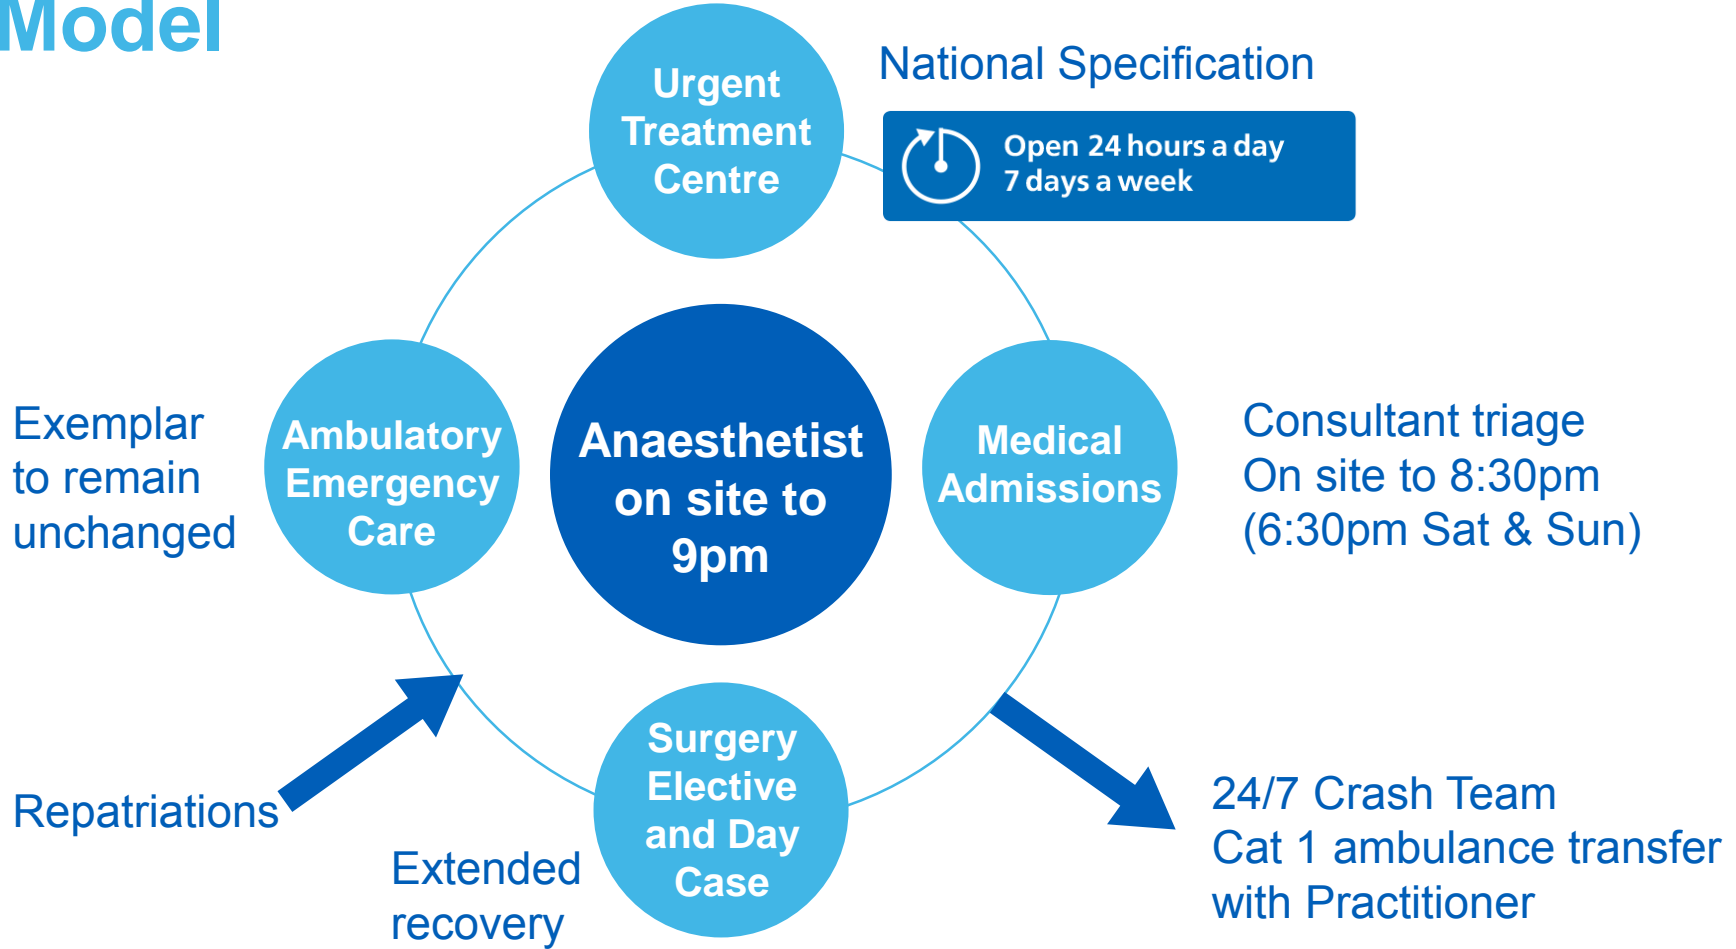 Model
Urgent
Treatment
Centre
National Specification
Open 24 hours a day
7 days a week
Exemplar
to remain
unchanged
Ambulatory
Emergency
Care
Anaesthetist
on site to
9pm
Medical
Admissions
Consultant triage
On site to 8:30pm
(6:30pm Sat & Sun)
Repatriations
Extended
recovery
Surgery
Elective
and Day
Case
24/7 Crash Team
Cat 1 ambulance transfer
with Practitioner